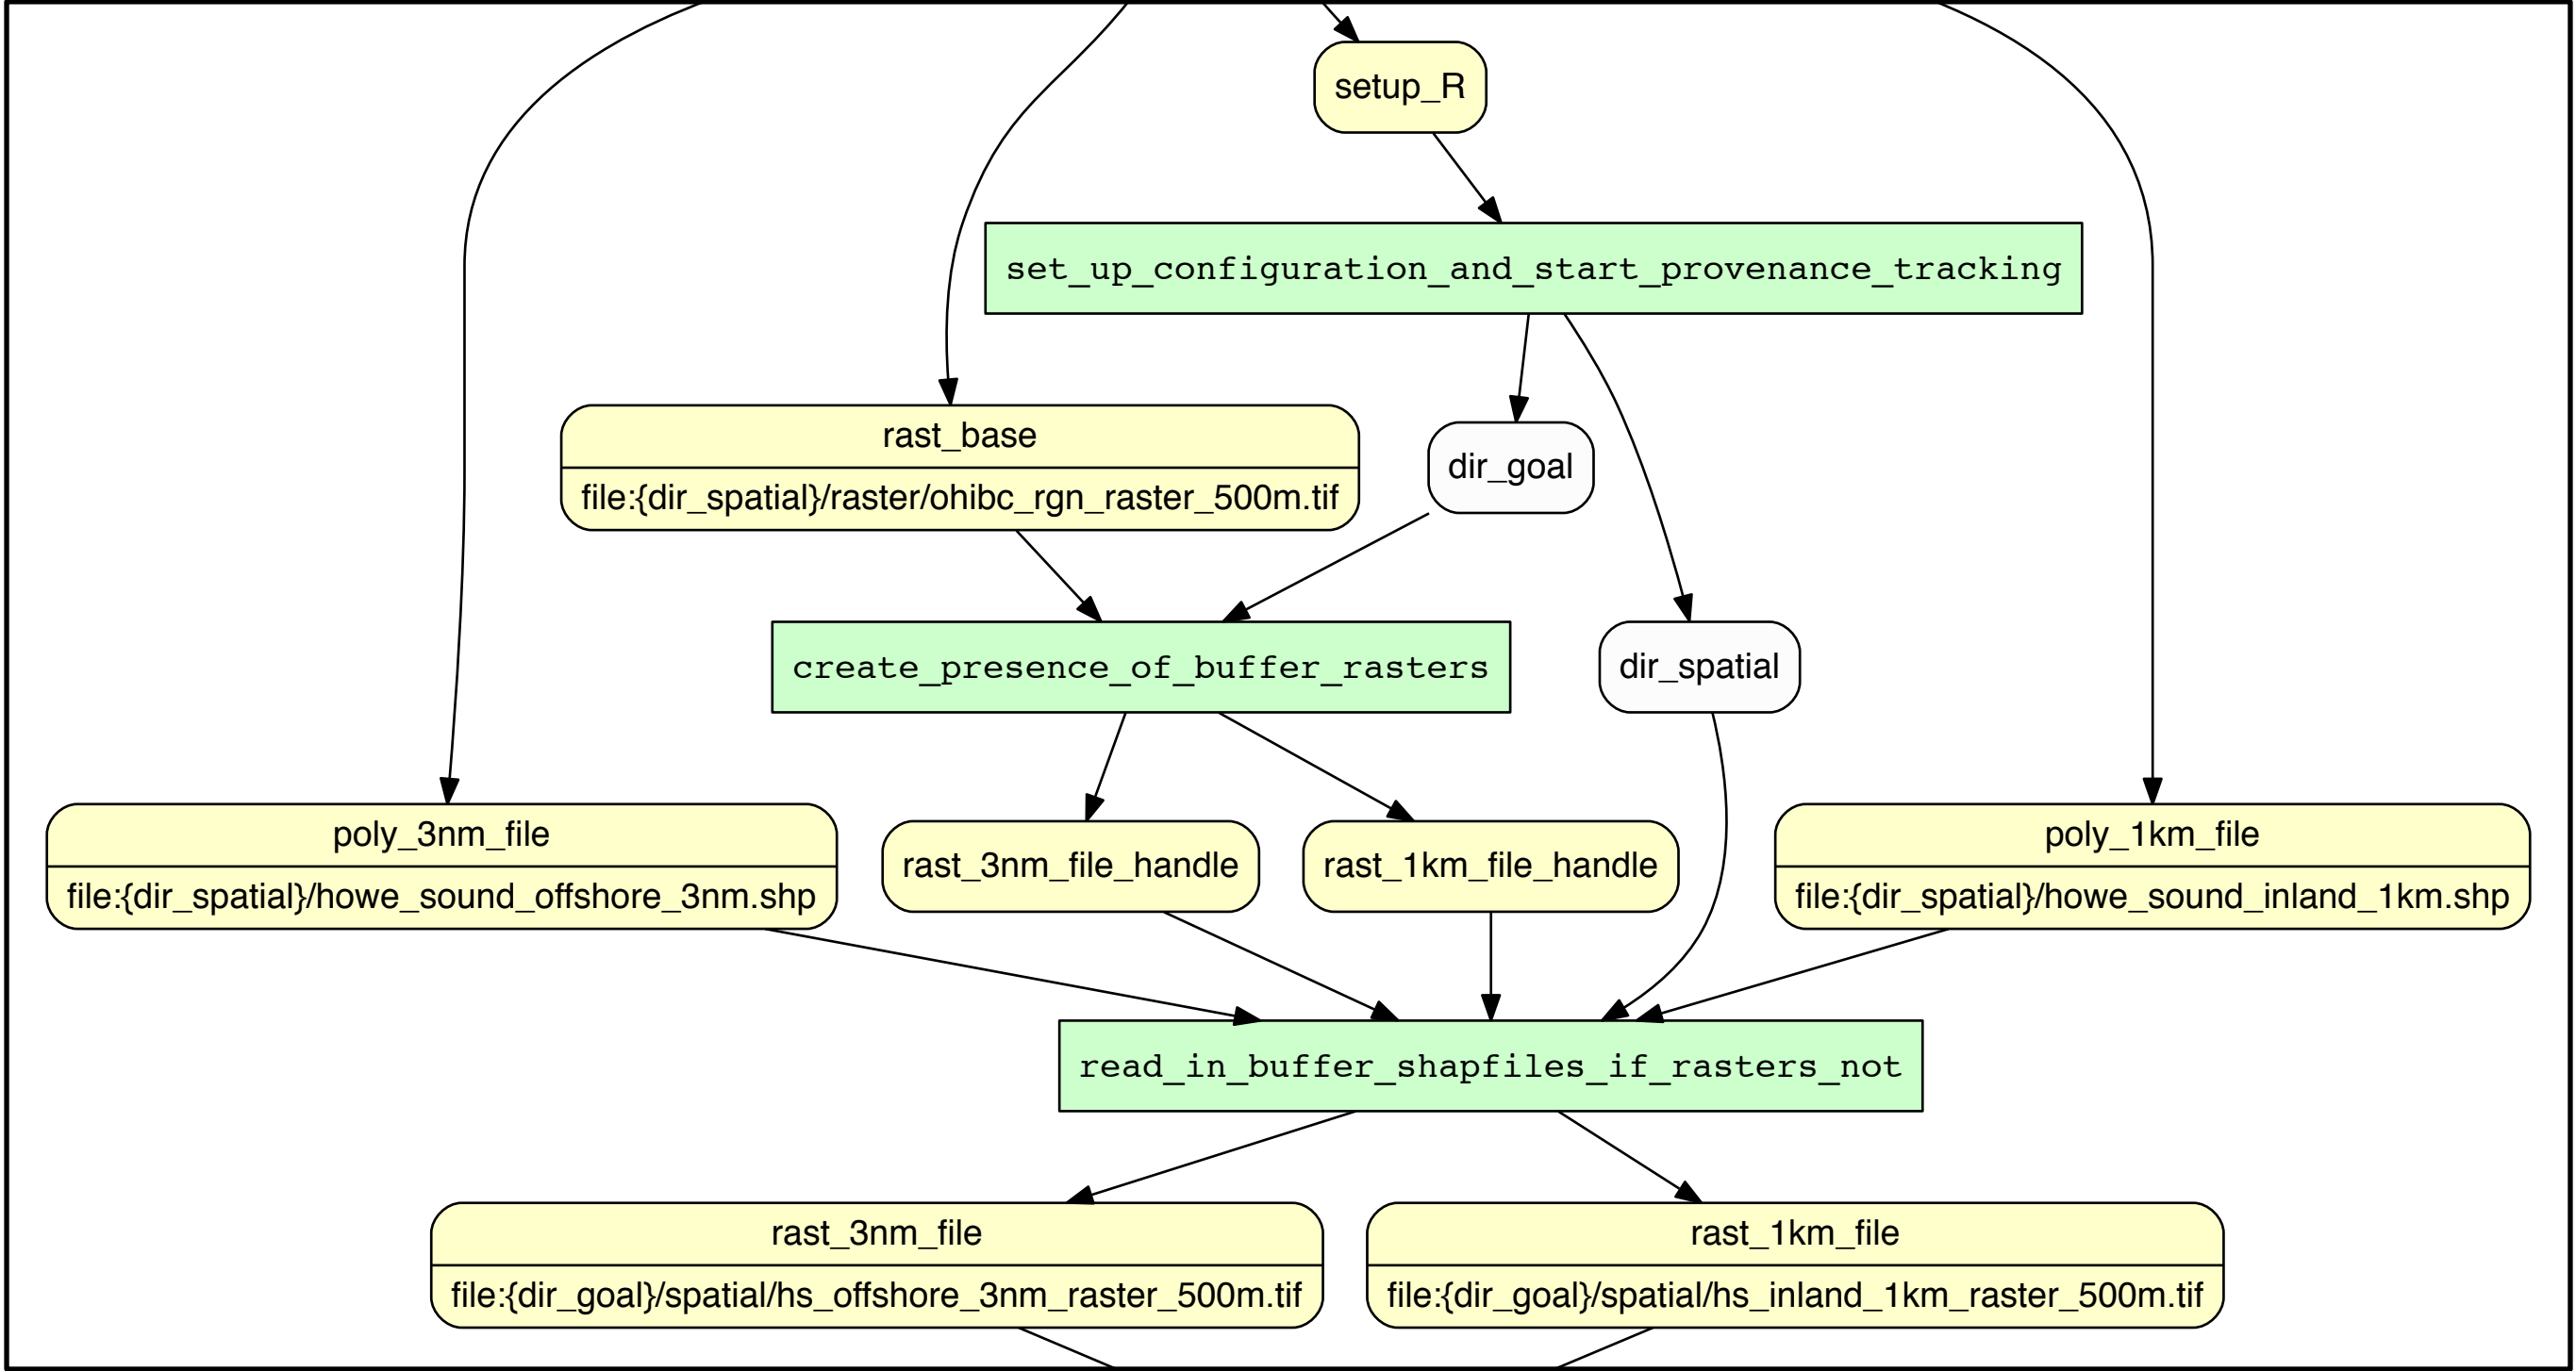 setup_R
set_up_configuration_and_start_provenance_tracking
rast_base
file:{dir_spatial}/raster/ohibc_rgn_raster_500m.tif
dir_goal
create_presence_of_buffer_rasters
dir_spatial
poly_3nm_file
file:{dir_spatial}/howe_sound_offshore_3nm.shp
rast_3nm_file_handle
rast_1km_file_handle
poly_1km_file
file:{dir_spatial}/howe_sound_inland_1km.shp
read_in_buffer_shapfiles_if_rasters_not
rast_3nm_file
file:{dir_goal}/spatial/hs_offshore_3nm_raster_500m.tif
rast_1km_file
file:{dir_goal}/spatial/hs_inland_1km_raster_500m.tif